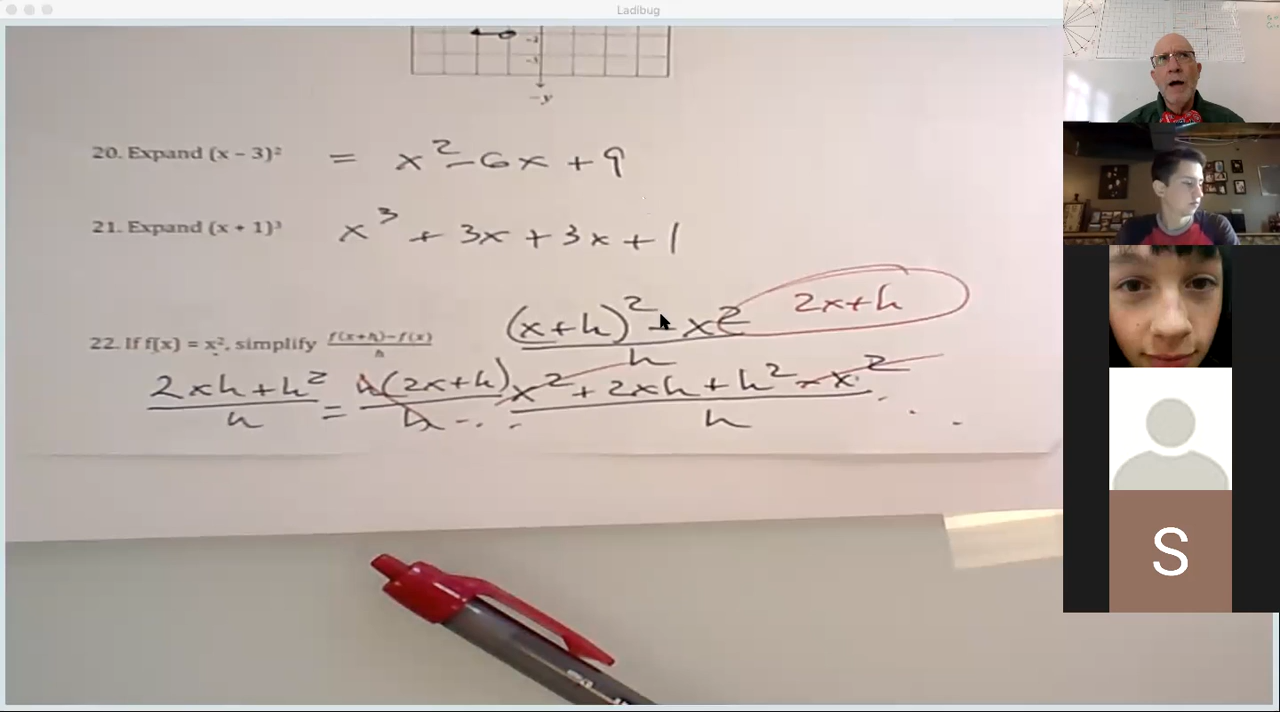 Ladibug
-y
20. Expand (x – 3)² = x² - 6x + 9
21. Expand (x + 1)³ x³ + 3x + 3x + 1
22. If f(x) = x², simplify (f(x+h)−f(x))/h ((x+h)² - x²)/h 2x+h
(2xh+h²)/h = h(2x+h)/h (x² + 2xh + h² - x²)/h
S